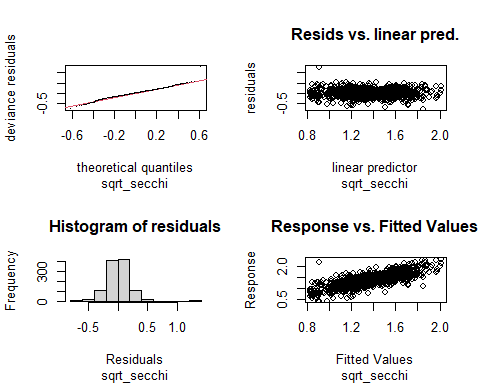 deviance residuals
-0.5
-0.6 -0.2 0.2 0.6
theoretical quantiles
sqrt_secchi
Resids vs. linear pred.
residuals
-0.5
0.8 1.2 1.6 2.0
linear predictor
sqrt_secchi
Histogram of residuals
Frequency
0 300
-0.5 0.5 1.0
Residuals
sqrt_secchi
Response vs. Fitted Values
Response
0.5 2.0
0.8 1.2 1.6 2.0
Fitted Values
sqrt_secchi